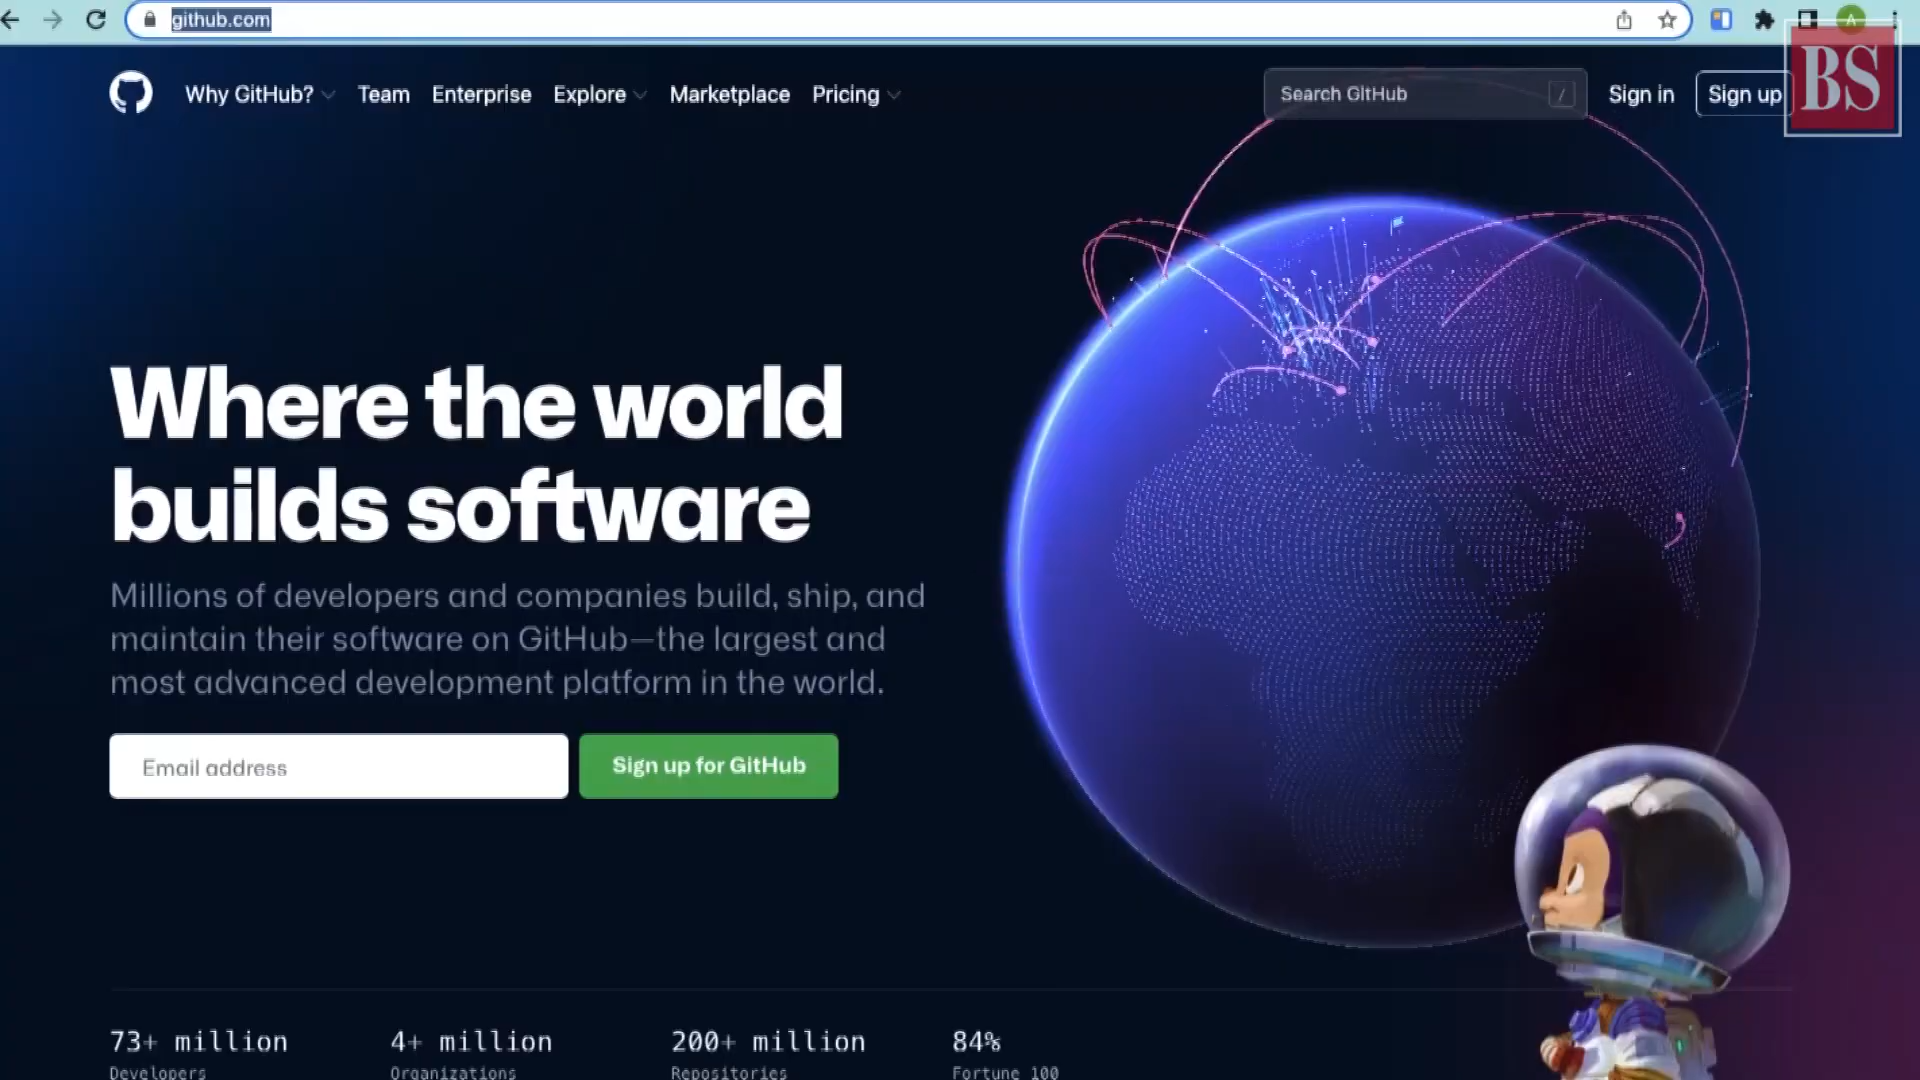 github.com
A
BS
Why GitHub? Team Enterprise Explore Marketplace Pricing
Search GitHub /
Sign in
Sign up
Where the world
builds software
Millions of developers and companies build, ship, and
maintain their software on GitHub—the largest and
most advanced development platform in the world.
Email address
Sign up for GitHub
73+ million
Developers
4+ million
Organizations
200+ million
Repositories
84%
Fortune 100